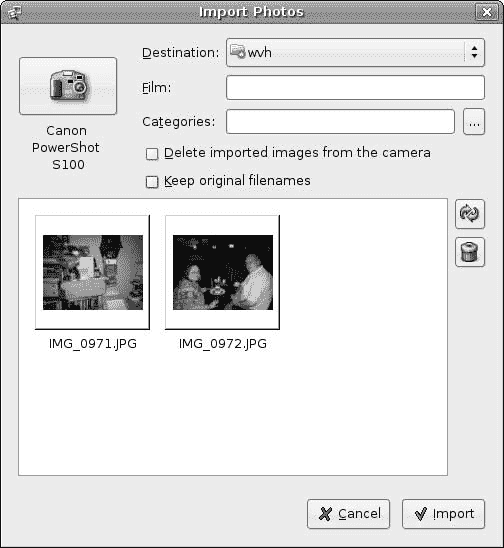 Import Photos
Destination: wvh
Film:
Categories: ...
Canon
PowerShot
S100
Delete imported images from the camera
Keep original filenames
IMG_0971.JPG IMG_0972.JPG
Cancel Import